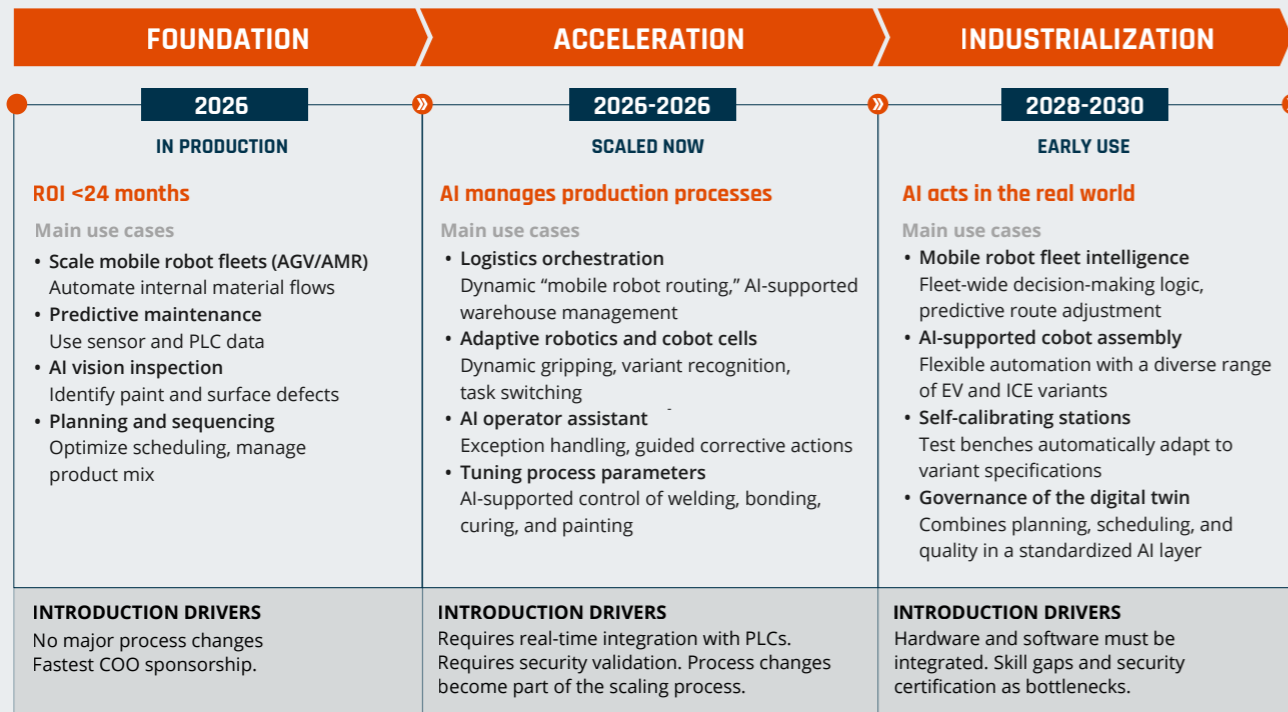 FOUNDATION
ACCELERATION
INDUSTRIALIZATION
2026
IN PRODUCTION
ROI <24 months
Main use cases
• Scale mobile robot fleets (AGV/AMR)
Automate internal material flows
• Predictive maintenance
Use sensor and PLC data
• AI vision inspection
Identify paint and surface defects
• Planning and sequencing
Optimize scheduling, manage
product mix
INTRODUCTION DRIVERS
No major process changes
Fastest COO sponsorship.
2026-2026
SCALED NOW
AI manages production processes
Main use cases
• Logistics orchestration
Dynamic “mobile robot routing,” AI-supported
warehouse management
• Adaptive robotics and cobot cells
Dynamic gripping, variant recognition,
task switching
• AI operator assistant
Exception handling, guided corrective actions
• Tuning process parameters
AI-supported control of welding, bonding,
curing, and painting
INTRODUCTION DRIVERS
Requires real-time integration with PLCs.
Requires security validation. Process changes
become part of the scaling process.
2028-2030
EARLY USE
AI acts in the real world
Main use cases
• Mobile robot fleet intelligence
Fleet-wide decision-making logic,
predictive route adjustment
• AI-supported cobot assembly
Flexible automation with a diverse range
of EV and ICE variants
• Self-calibrating stations
Test benches automatically adapt to
variant specifications
• Governance of the digital twin
Combines planning, scheduling, and
quality in a standardized AI layer
INTRODUCTION DRIVERS
Hardware and software must be
integrated. Skill gaps and security
certification as bottlenecks.